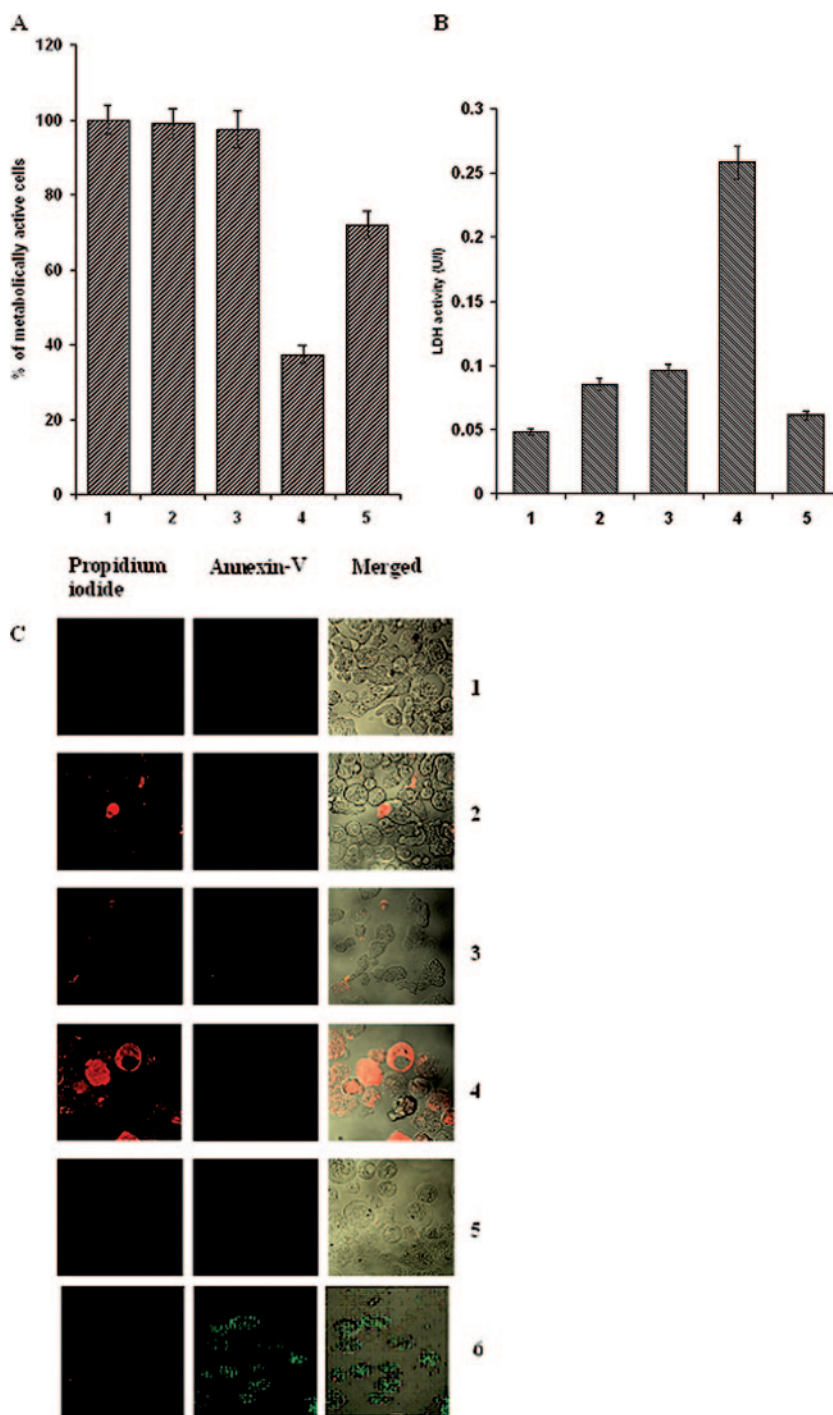 A
120
100
80
60
40
20
0
% of metabolically active cells
1 2 3 4 5
B
0.3
0.25
0.2
0.15
0.1
0.05
0
LDH activity (U/l)
1 2 3 4 5
Propidium iodide
Annexin-V
Merged
C
1
2
3
4
5
6